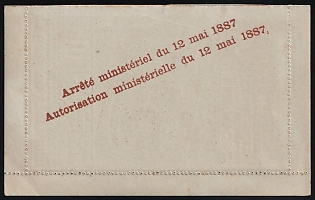 Arrêté ministériel du 12 mai 1887
Autorisation ministérielle du 12 mai 1887.